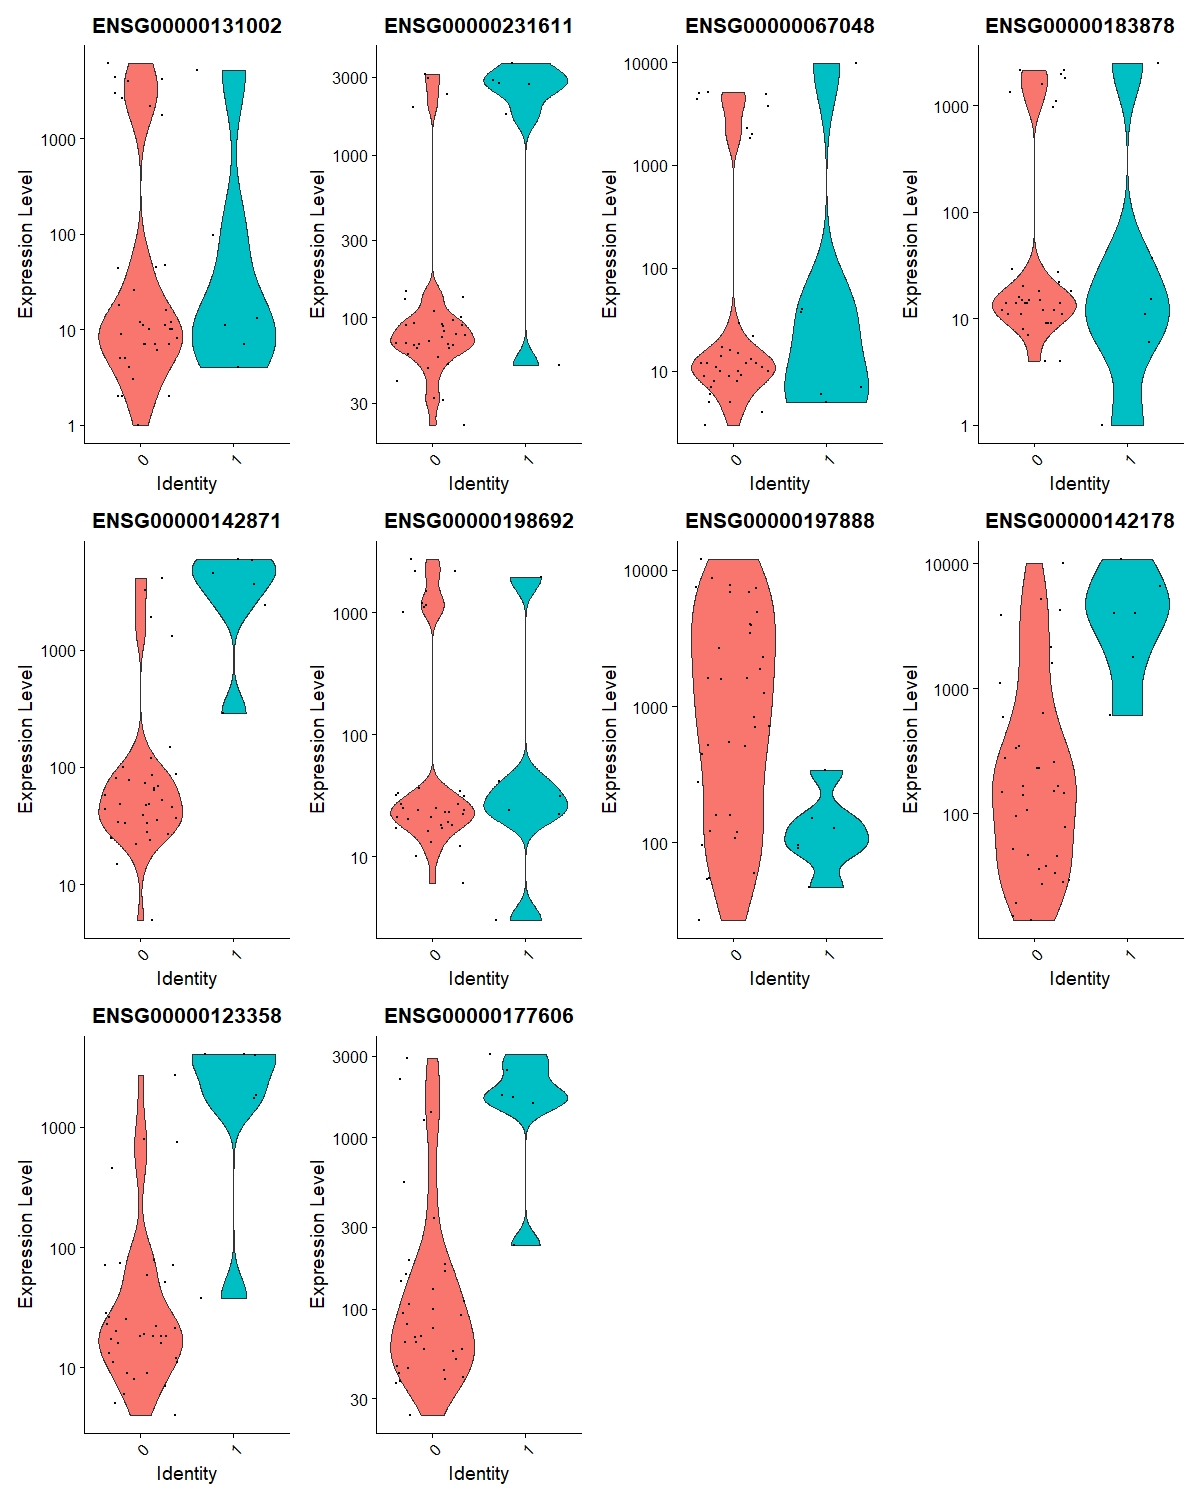 ENSG00000131002 ENSG00000231611 ENSG00000067048 ENSG00000183878
Expression Level Expression Level Expression Level Expression Level
1000 3000 10000 1000
100 1000 1000 100
10 300 100 10
1 100 10 1
30
0 1 0 1 0 1 0 1
Identity Identity Identity Identity
ENSG00000142871 ENSG00000198692 ENSG00000197888 ENSG00000142178
Expression Level Expression Level Expression Level Expression Level
1000 1000 10000 10000
100 100 1000 1000
10 10 100 100
0 1 0 1 0 1 0 1
Identity Identity Identity Identity
ENSG00000123358 ENSG00000177606
Expression Level Expression Level
1000 3000
100 1000
10 300
100
30
0 1 0 1
Identity Identity